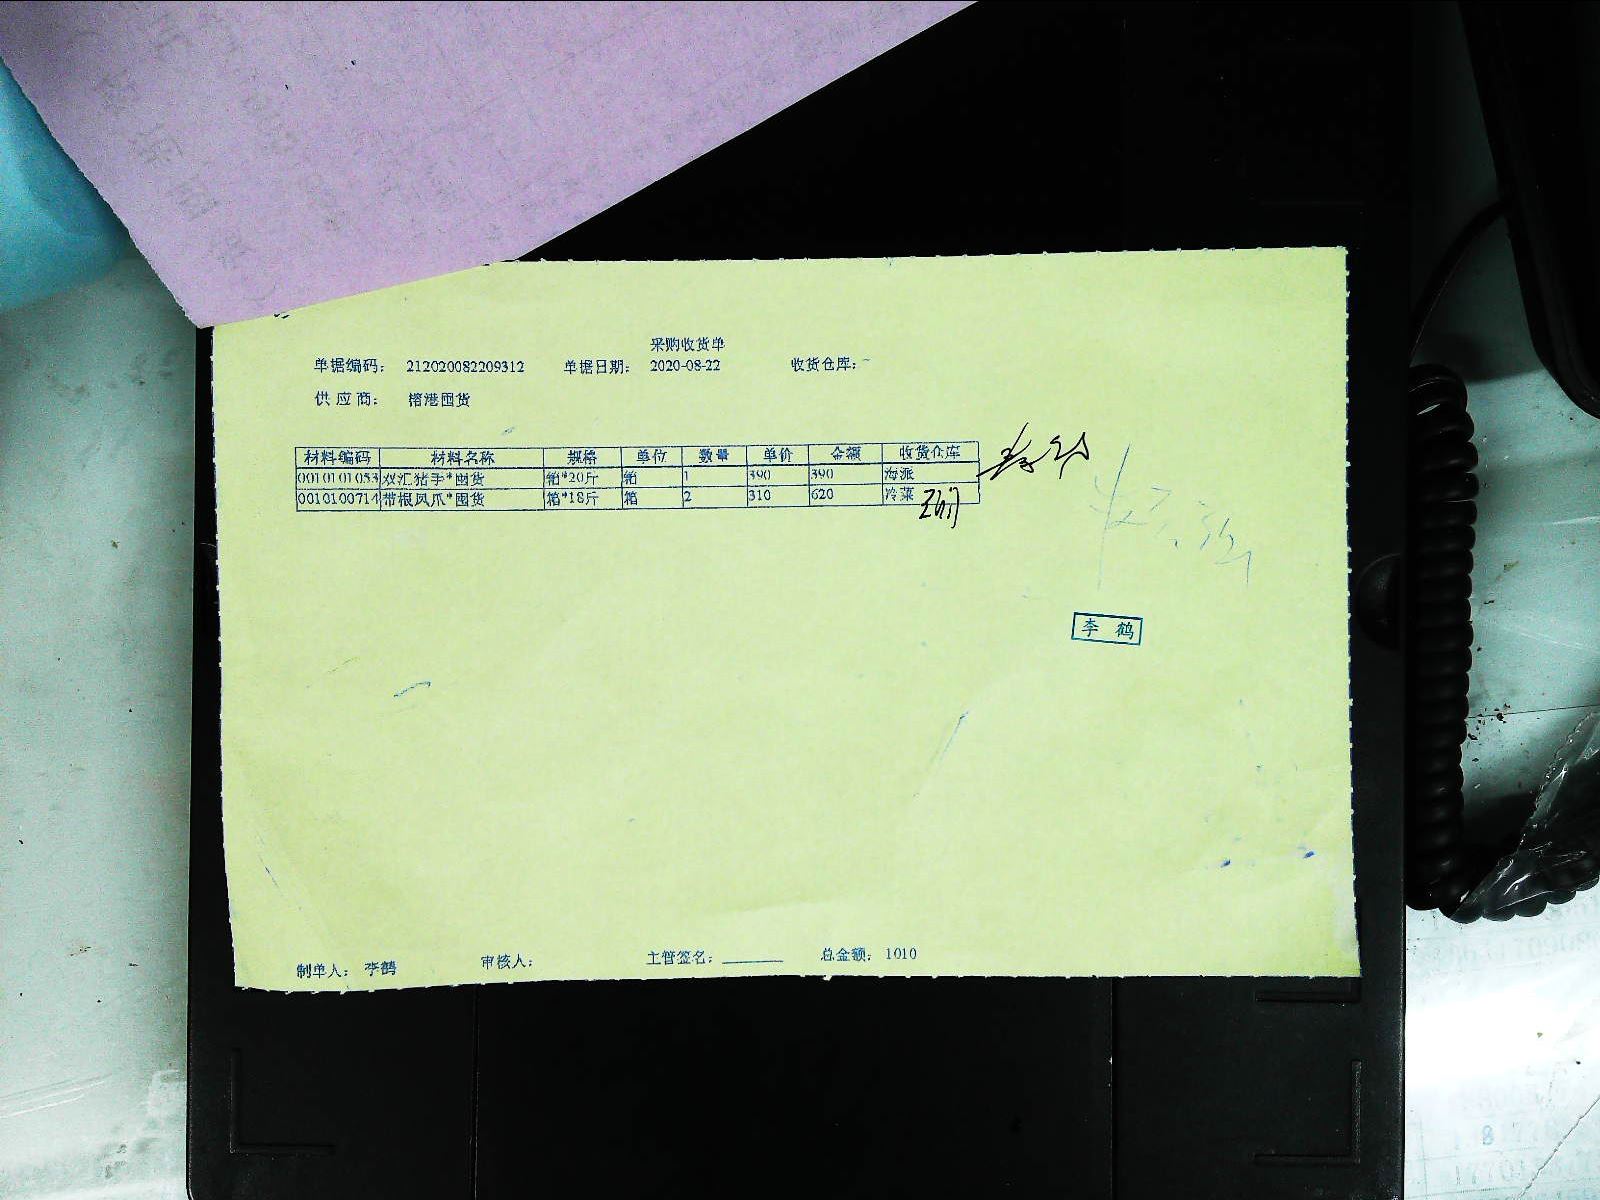 采购收货单
单据编码： 212020082209312 单据日期： 2020-08-22 收货仓库：
供应商： 榕港囤货
材料编码 材料名称 规格 单位 数量 单价 金额 收货仓库
0010101053 双汇猪手*囤货 箱*20斤 箱 1 390 390 海派
0010100714 带根凤爪*囤货 箱*18斤 箱 2 310 620 冷菜
李鹤
制单人： 李鹤 审核人： 主管签名： 总金额： 1010